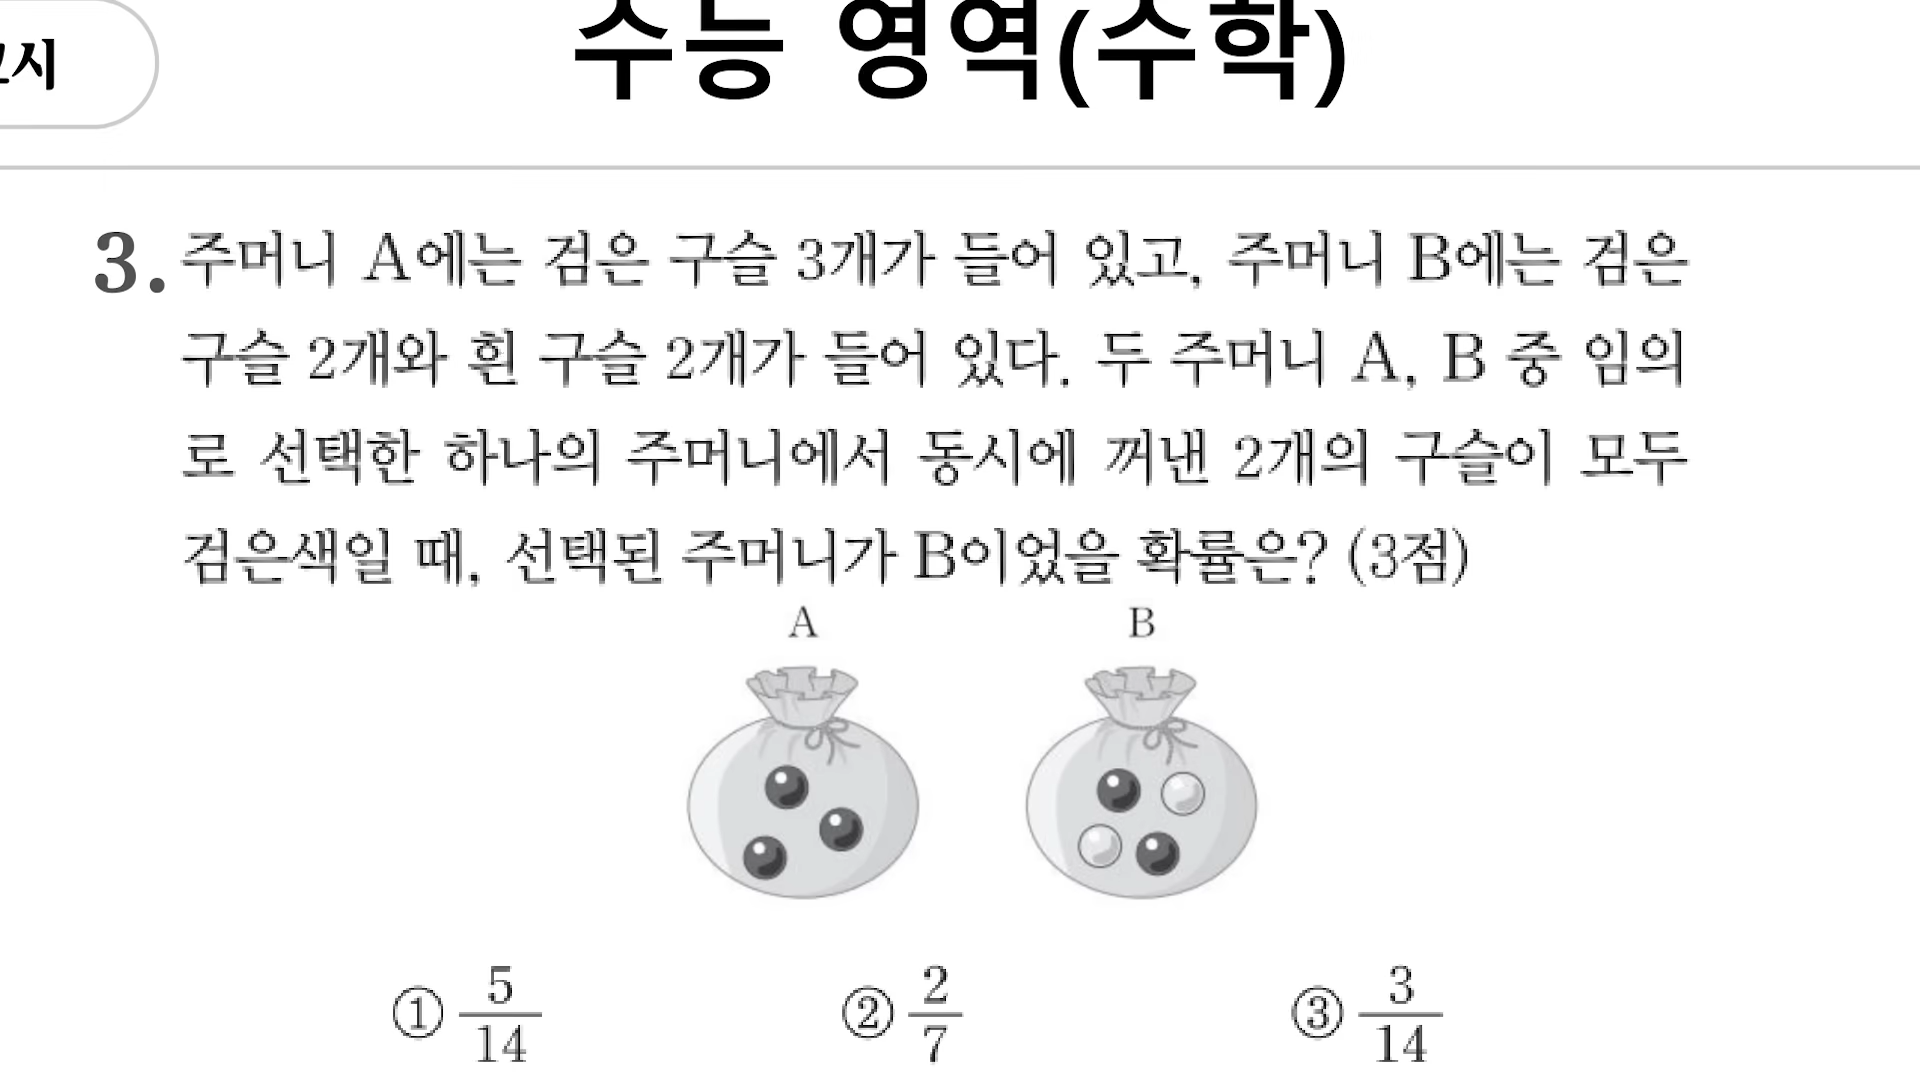 수능 영역(수학)
3. 주머니 A에는 검은 구슬 3개가 들어 있고, 주머니 B에는 검은
구슬 2개와 흰 구슬 2개가 들어 있다. 두 주머니 A, B 중 임의
로 선택한 하나의 주머니에서 동시에 꺼낸 2개의 구슬이 모두
검은색일 때, 선택된 주머니가 B이었을 확률은? (3점)
A B
① 5/14 ② 2/7 ③ 3/14